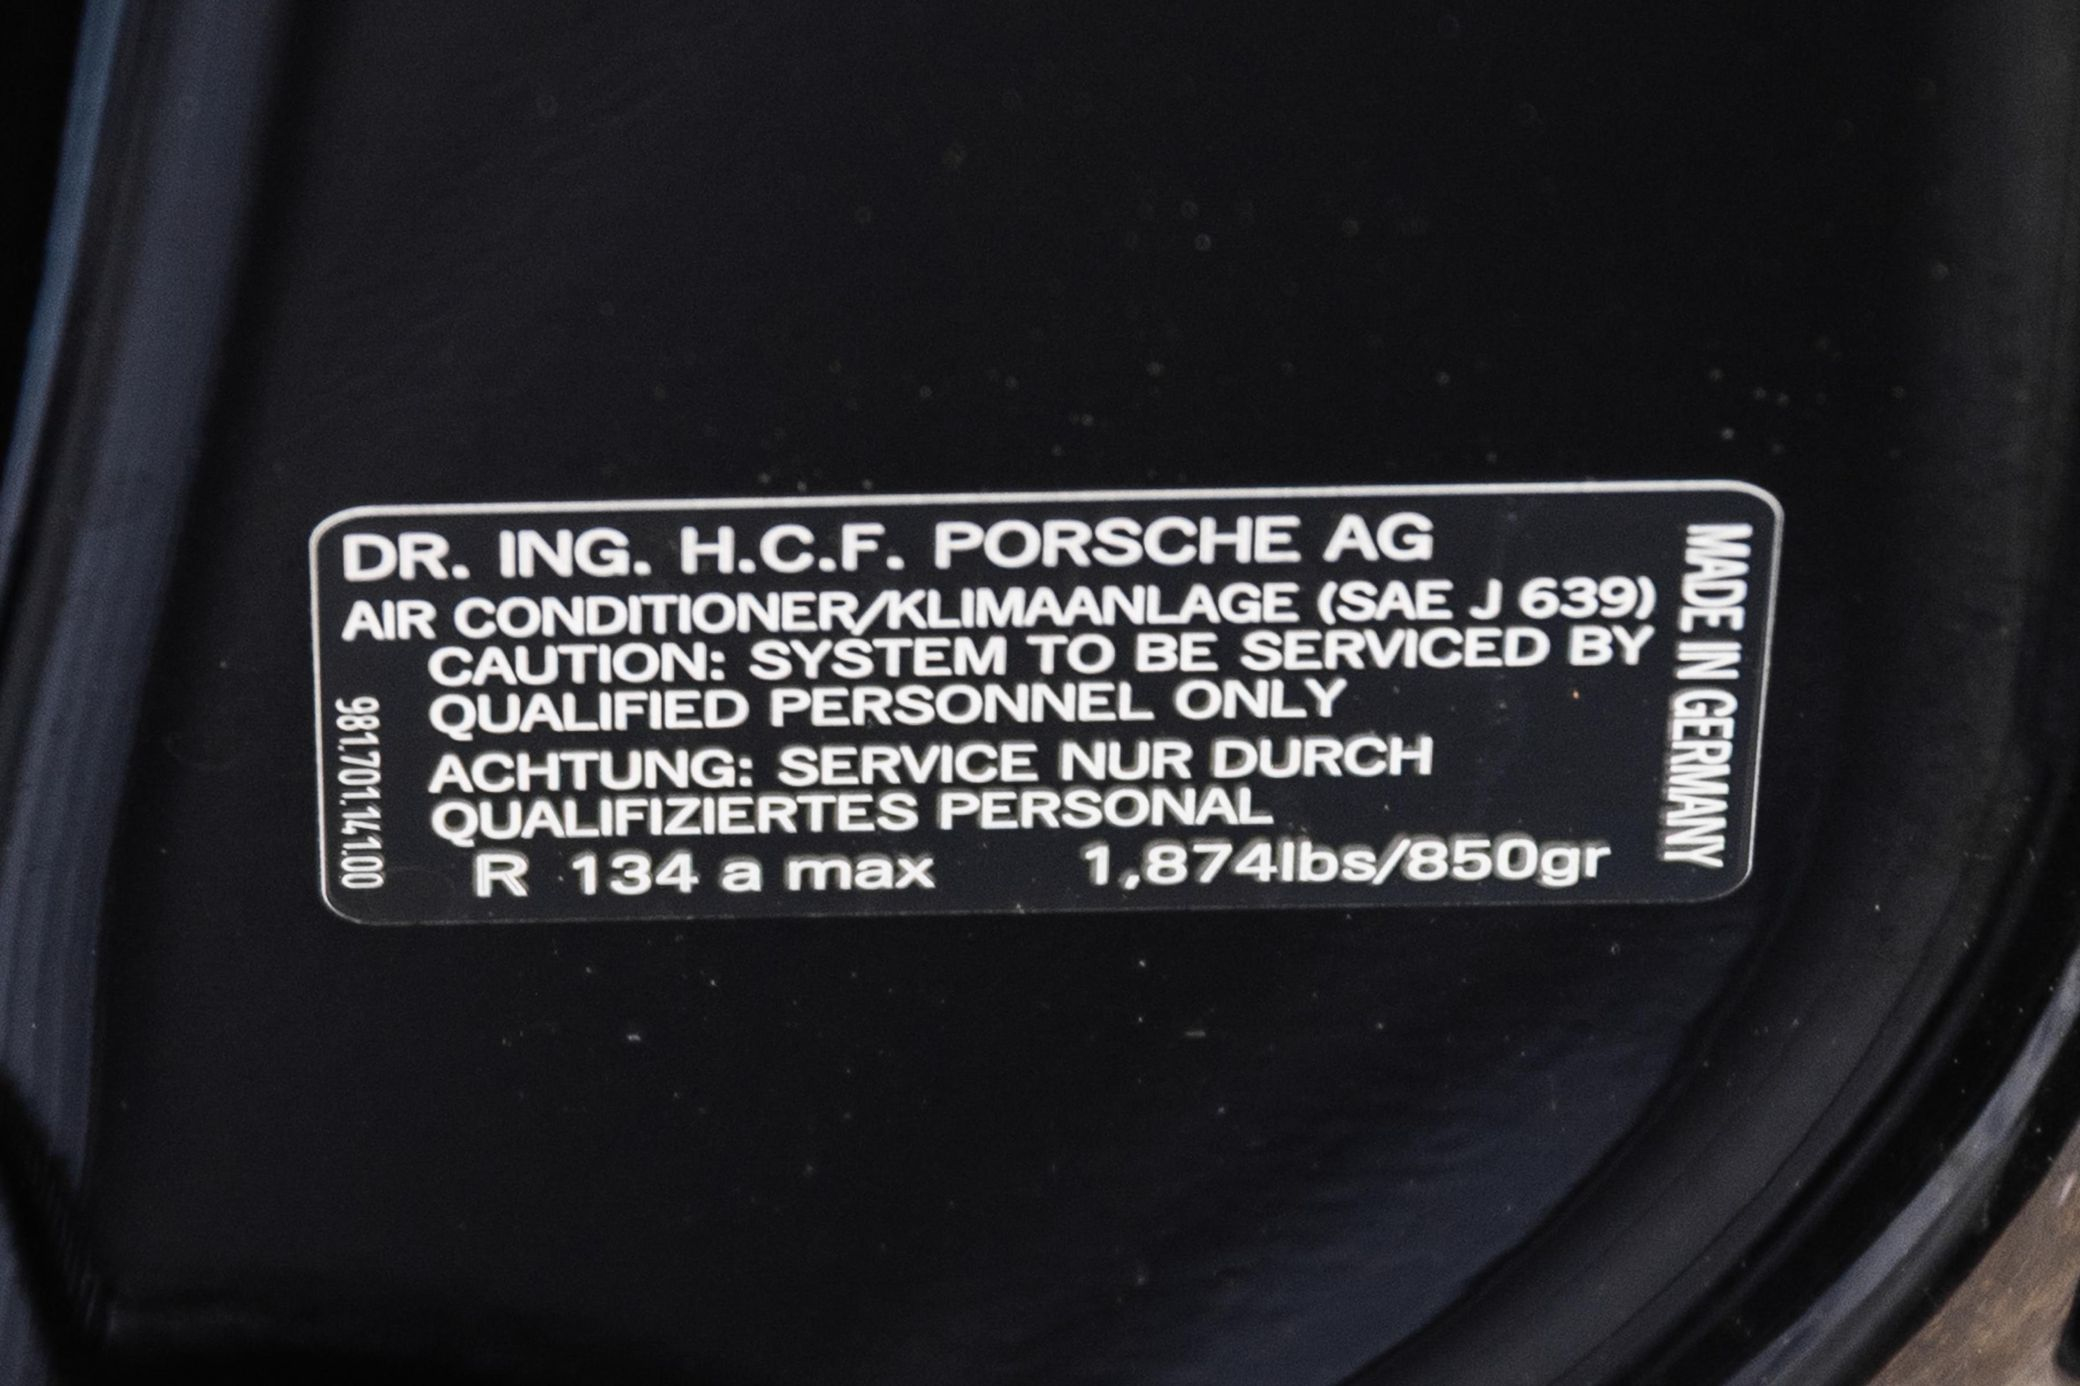 DR. ING. H.C.F. PORSCHE AG
AIR CONDITIONER/KLIMAANLAGE (SAE J 639)
CAUTION: SYSTEM TO BE SERVICED BY
QUALIFIED PERSONNEL ONLY
ACHTUNG: SERVICE NUR DURCH
QUALIFIZIERTES PERSONAL
R 134 a max 1,874lbs/850gr
981.701.141.00
MADE IN GERMANY